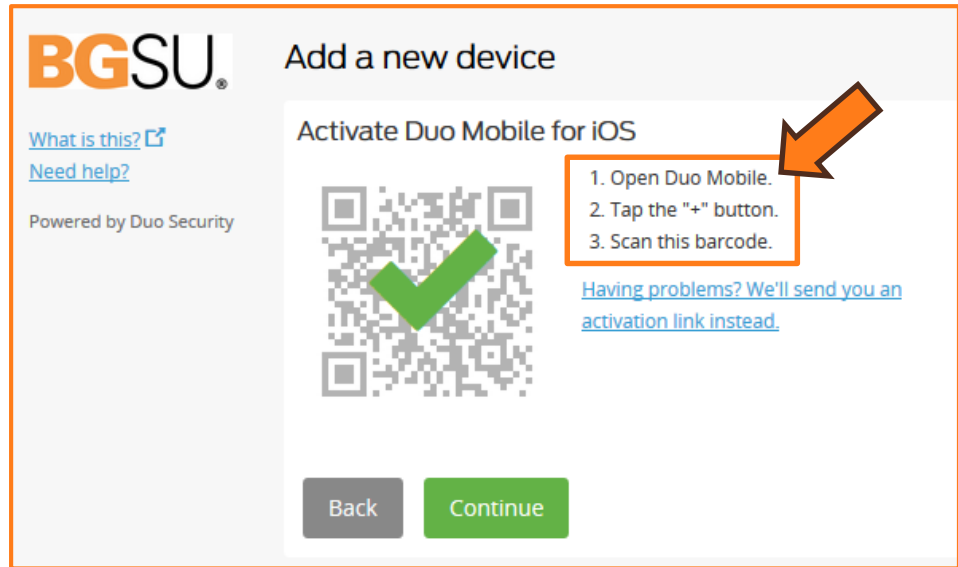 BGSU®
Add a new device
What is this?
Need help?
Powered by Duo Security
Activate Duo Mobile for iOS
1. Open Duo Mobile.
2. Tap the "+" button.
3. Scan this barcode.
Having problems? We'll send you an
activation link instead.
Back
Continue